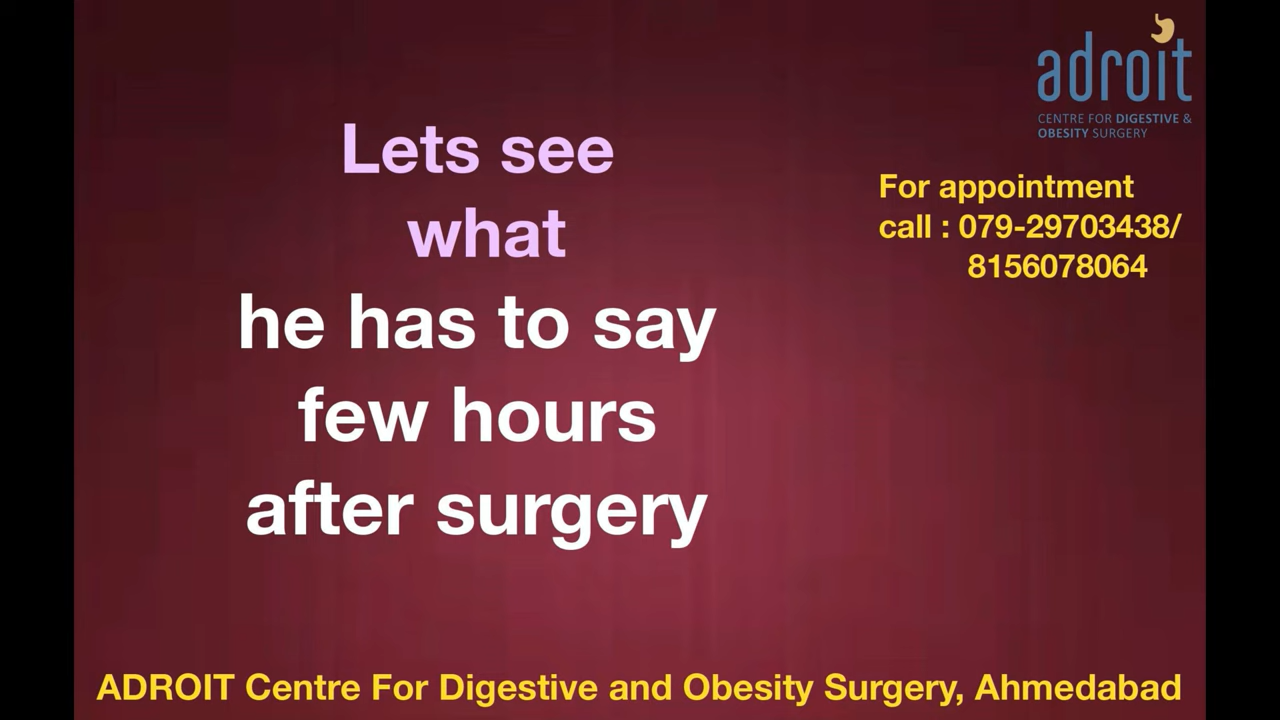 Lets see
what
he has to say
few hours
after surgery
adroit
CENTRE FOR DIGESTIVE &
OBESITY SURGERY
For appointment
call : 079-29703438/
8156078064
ADROIT Centre For Digestive and Obesity Surgery, Ahmedabad